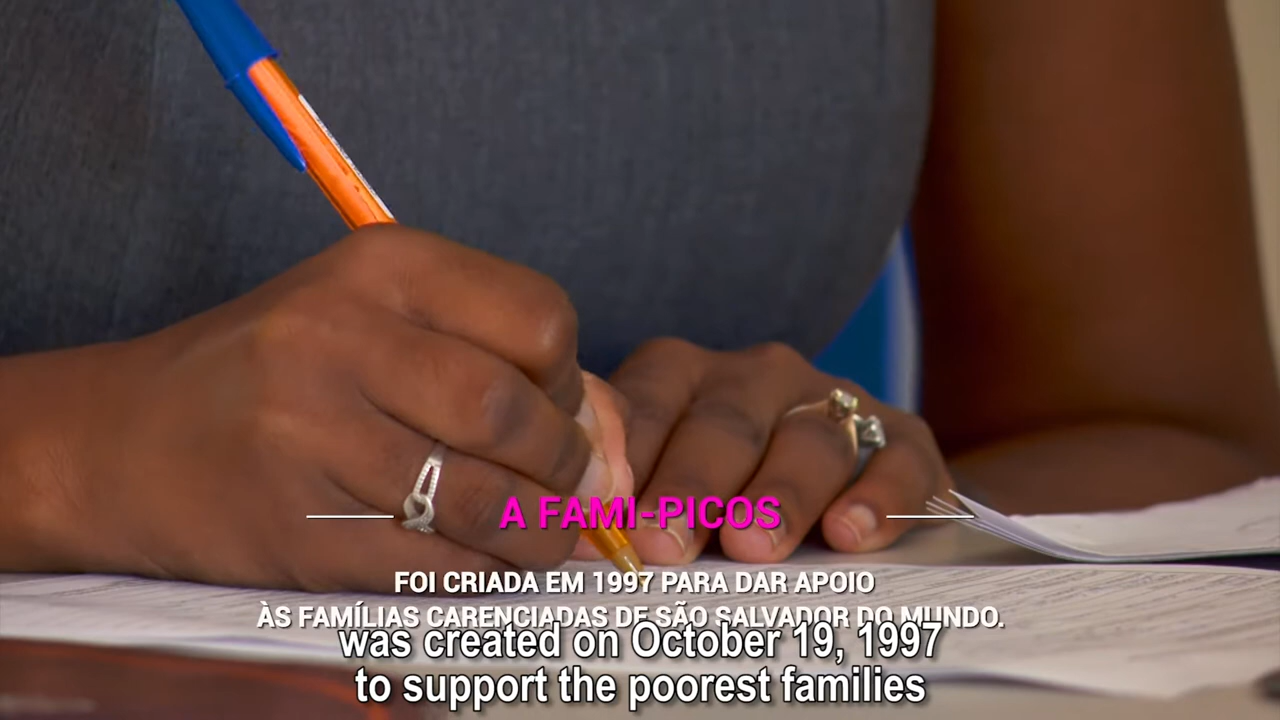 A FAMI-PICOS
FOI CRIADA EM 1997 PARA DAR APOIO
ÀS FAMÍLIAS CARENCIADAS DE SÃO SALVADOR DO MUNDO.
was created on October 19, 1997
to support the poorest families